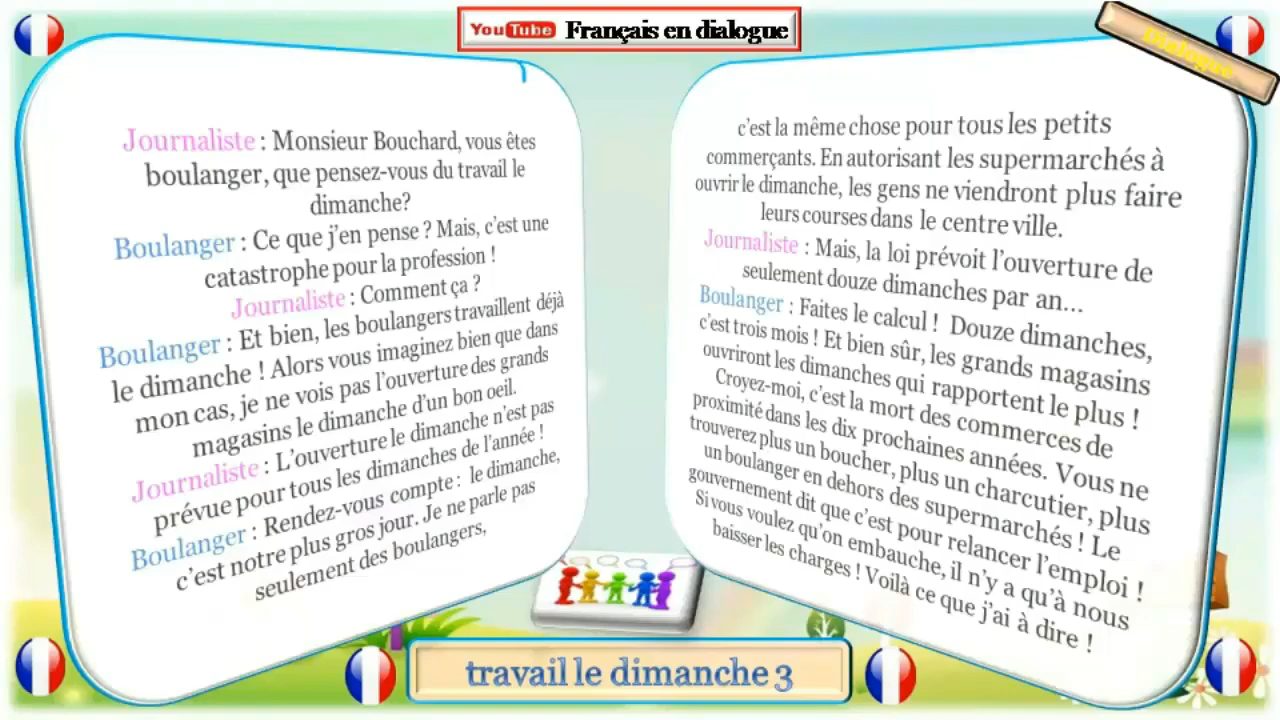 YouTube Français en dialogue
Dialogue
Journaliste : Monsieur Bouchard, vous êtes
boulanger, que pensez-vous du travail le
dimanche?
Boulanger : Ce que j'en pense ? Mais, c'est une
catastrophe pour la profession !
Journaliste : Comment ça ?
Boulanger : Et bien, les boulangers travaillent déjà
le dimanche ! Alors vous imaginez bien que dans
mon cas, je ne vois pas l'ouverture des grands
magasins le dimanche d'un bon oeil.
Journaliste : L'ouverture le dimanche n'est pas
prévue pour tous les dimanches de l'année !
Boulanger : Rendez-vous compte : le dimanche,
c'est notre plus gros jour. Je ne parle pas
seulement des boulangers,
c'est la même chose pour tous les petits
commerçants. En autorisant les supermarchés à
ouvrir le dimanche, les gens ne viendront plus faire
leurs courses dans le centre ville.
Journaliste : Mais, la loi prévoit l'ouverture de
seulement douze dimanches par an...
Boulanger : Faites le calcul ! Douze dimanches,
c'est trois mois ! Et bien sûr, les grands magasins
ouvriront les dimanches qui rapportent le plus !
Croyez-moi, c'est la mort des commerces de
proximité dans les dix prochaines années. Vous ne
trouverez plus un boucher, plus un charcutier, plus
un boulanger en dehors des supermarchés ! Le
gouvernement dit que c'est pour relancer l'emploi !
Si vous voulez qu'on embauche, il n'y a qu'à nous
baisser les charges ! Voilà ce que j'ai à dire !
travail le dimanche 3